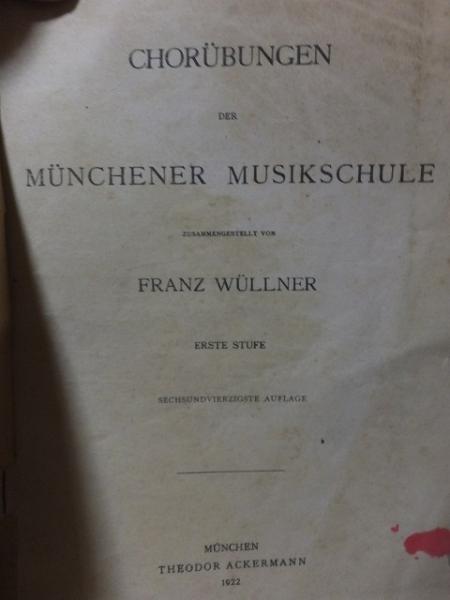 CHORÜBUNGEN
DER
MÜNCHENER MUSIKSCHULE
ZUSAMMENGESTELLT VON
FRANZ WÜLLNER
ERSTE STUFE
SECHSUNDVIERZIGSTE AUFLAGE
MÜNCHEN
THEODOR ACKERMANN
1922